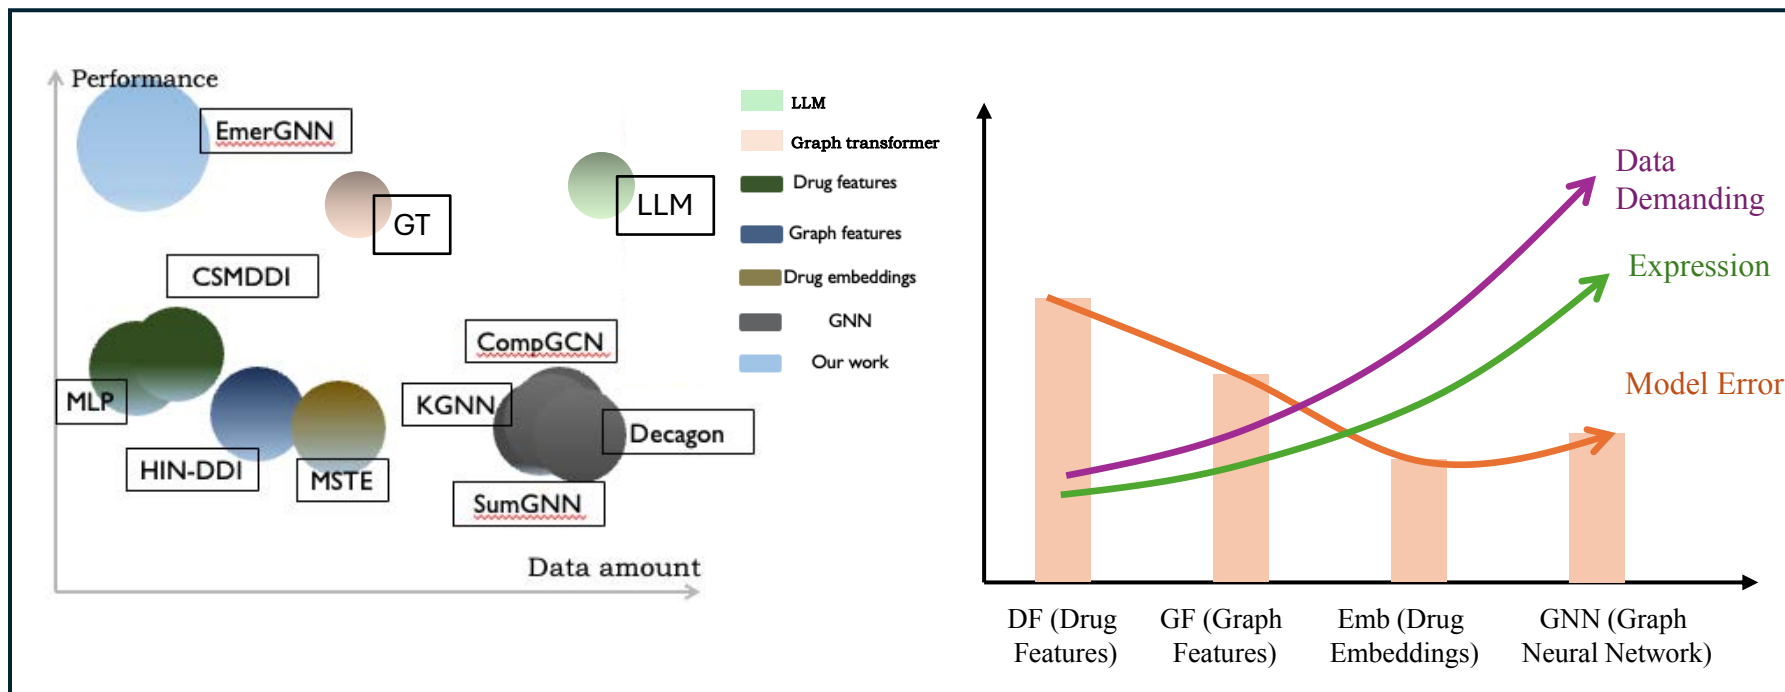 Performance
EmerGNN
GT
LLM
CSMDDI
MLP
HIN-DDI
MSTE
CompGCN
KGNN
Decagon
SumGNN
Data amount
LLM
Graph transformer
Drug features
Graph features
Drug embeddings
GNN
Our work
Data
Demanding
Expression
Model Error
DF (Drug
Features)
GF (Graph
Features)
Emb (Drug
Embeddings)
GNN (Graph
Neural Network)